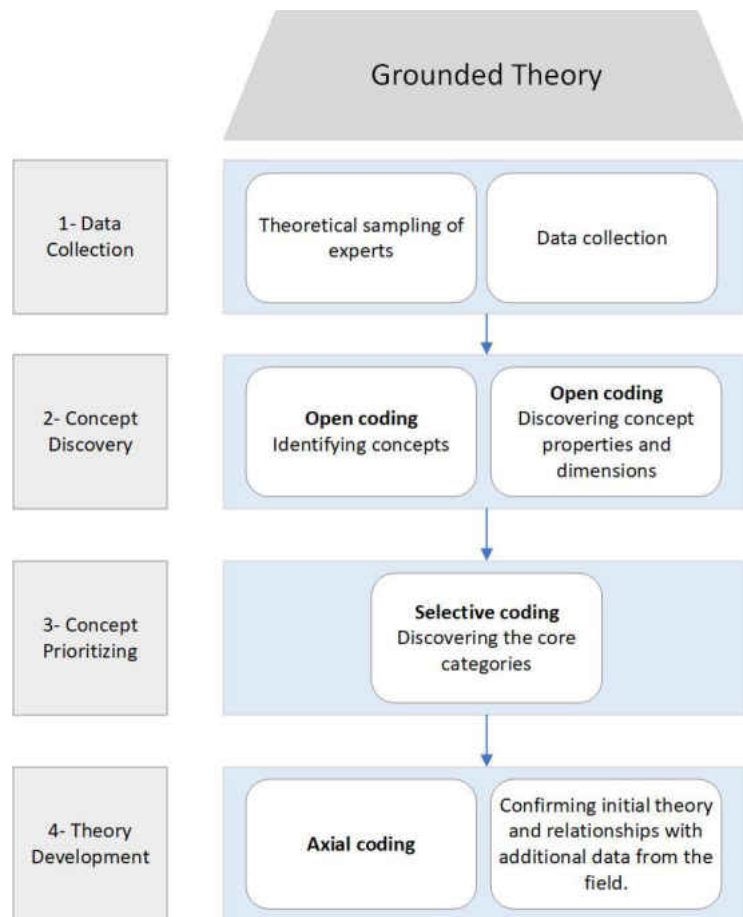 Grounded Theory
1- Data
Collection
Theoretical sampling of
experts
Data collection
2- Concept
Discovery
Open coding
Identifying concepts
Open coding
Discovering concept
properties and
dimensions
3- Concept
Prioritizing
Selective coding
Discovering the core
categories
4- Theory
Development
Axial coding
Confirming initial theory
and relationships with
additional data from the
field.